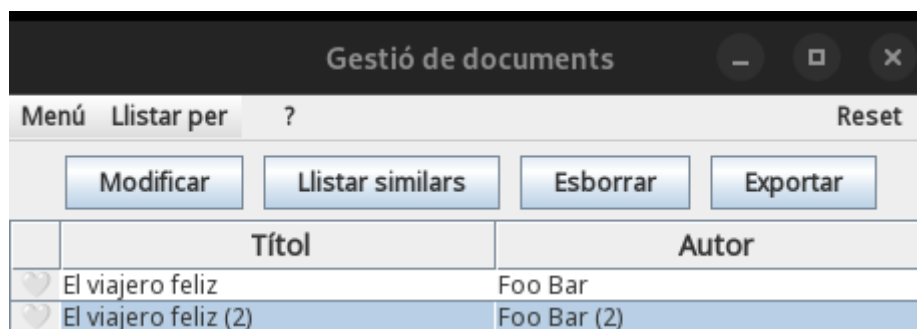 Gestió de documents
Menú Llistar per ? Reset
Modificar Llistar similars Esborrar Exportar
Títol Autor
El viajero feliz Foo Bar
El viajero feliz (2) Foo Bar (2)